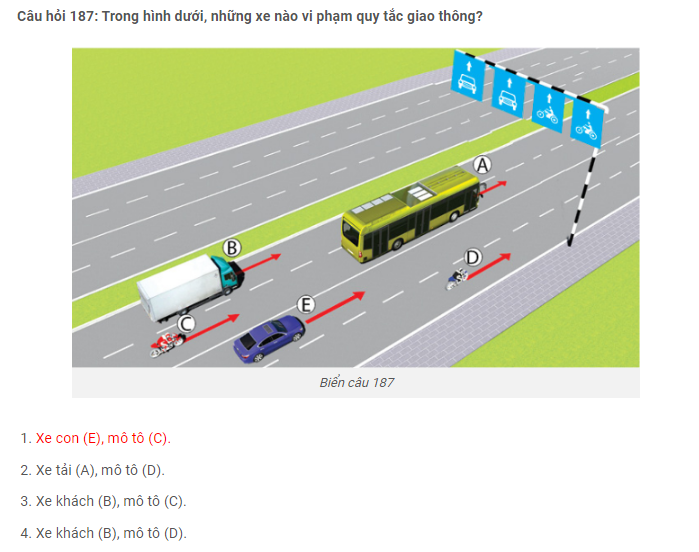 Câu hỏi 187: Trong hình dưới, những xe nào vi phạm quy tắc giao thông?
A
B
D
E
C
Biển câu 187
1. Xe con (E), mô tô (C).
2. Xe tải (A), mô tô (D).
3. Xe khách (B), mô tô (C).
4. Xe khách (B), mô tô (D).